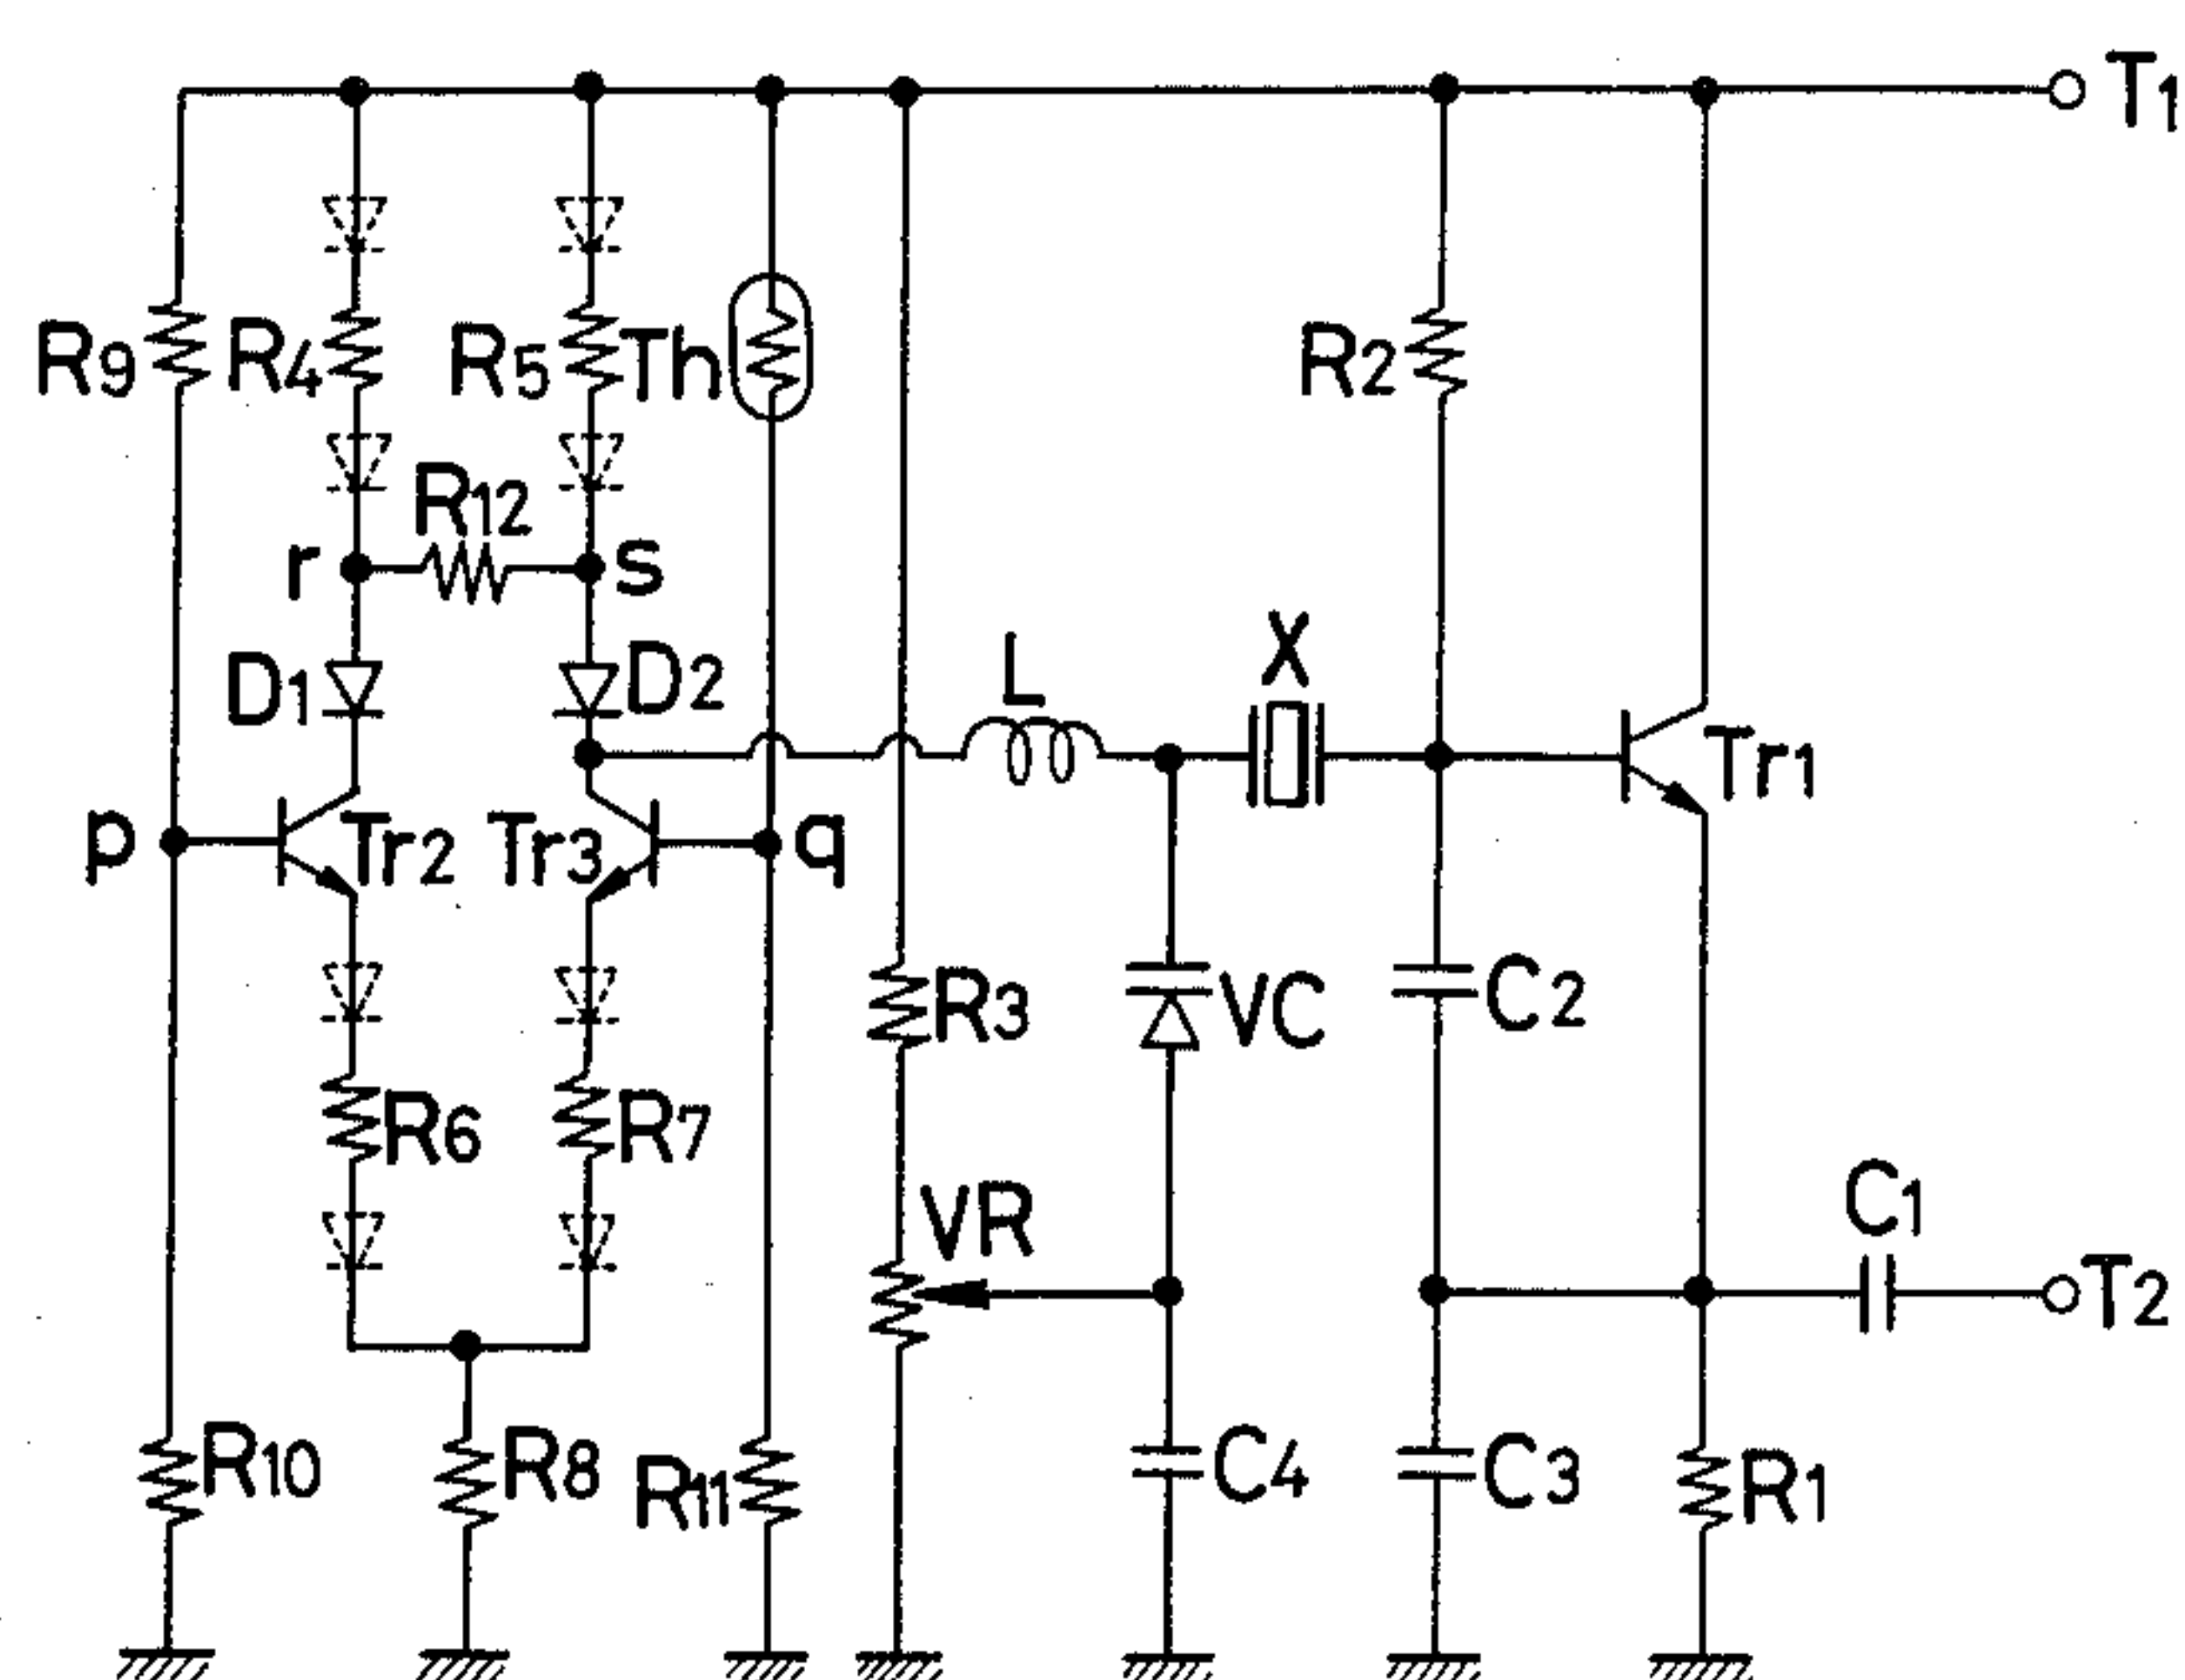 T1
R9
R4
R5
Th
R2
R12
r
s
D1
D2
L
X
Tr1
p
Tr2
Tr3
q
R3
VC
C2
R6
R7
VR
C1
T2
R10
R8
R11
C4
C3
R1